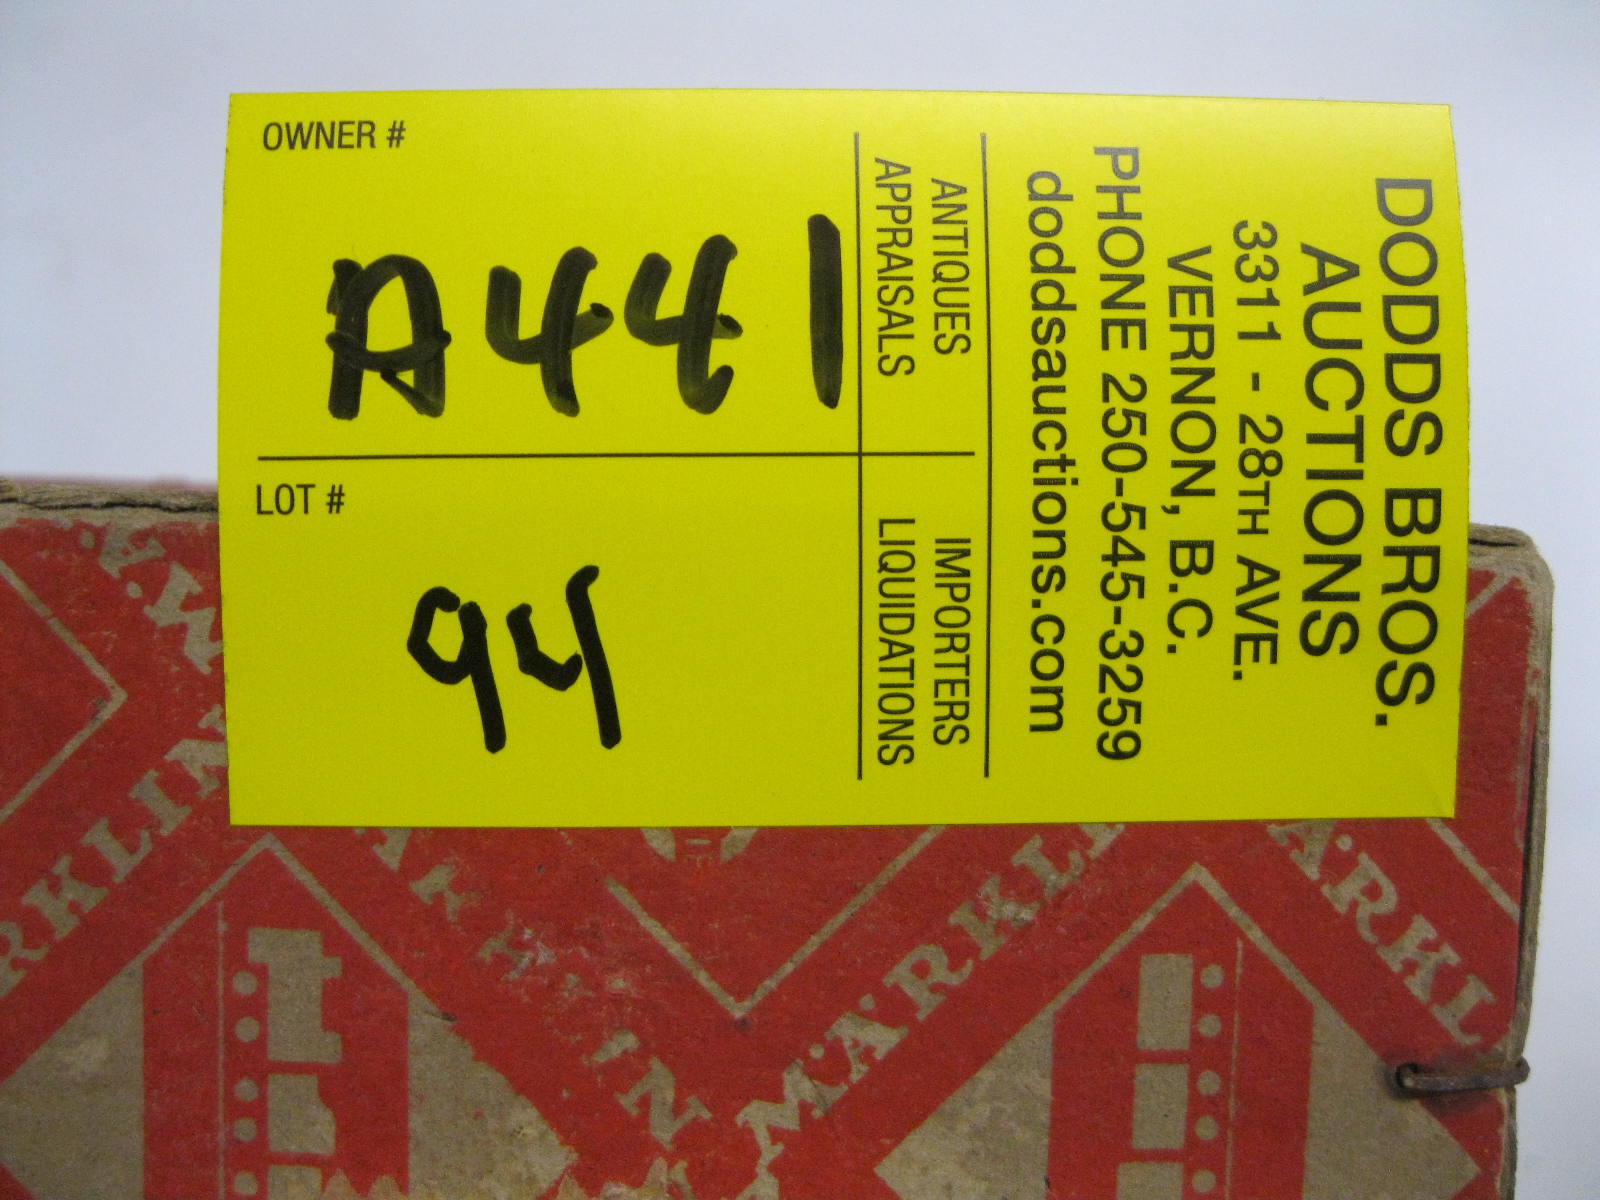 DODDS BROS.
AUCTIONS
3311 - 28TH AVE.
VERNON, B.C.
PHONE 250-545-3259
doddsauctions.com
ANTIQUES
APPRAISALS
IMPORTERS
LIQUIDATIONS
OWNER #
A441
LOT #
94
MÄRKLIN